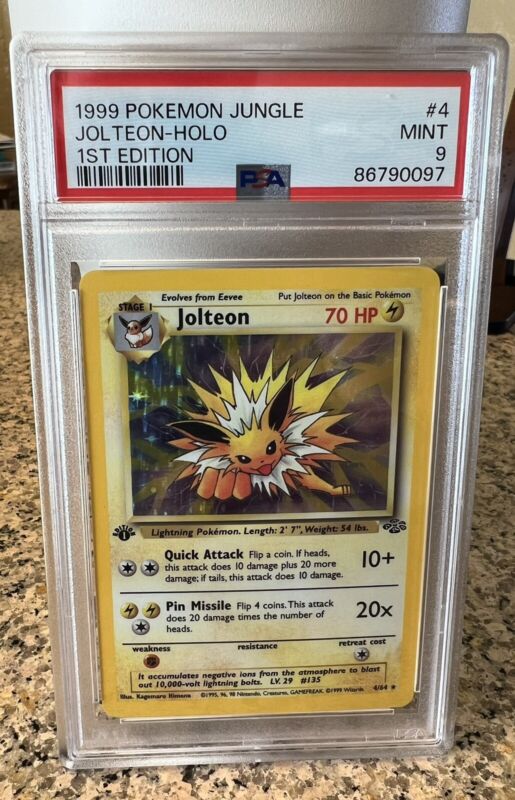 1999 POKEMON JUNGLE #4
JOLTEON-HOLO MINT
1ST EDITION 9
PSA 86790097
Evolves from Eevee Put Jolteon on the Basic Pokémon
STAGE 1
Jolteon 70 HP
Lightning Pokémon. Length: 2' 7", Weight: 54 lbs.
EDITION
1
Quick Attack Flip a coin. If heads,
this attack does 10 damage plus 20 more
damage; if tails, this attack does 10 damage.
10+
Pin Missile Flip 4 coins. This attack
does 20 damage times the number of
heads.
20x
weakness resistance retreat cost
It accumulates negative ions from the atmosphere to blast
out 10,000-volt lightning bolts. LV. 29 #135
Illus. Kagemaru Himeno ©1995, 96, 98 Nintendo, Creatures, GAMEFREAK. ©1999 Wizards. 4/64 ★